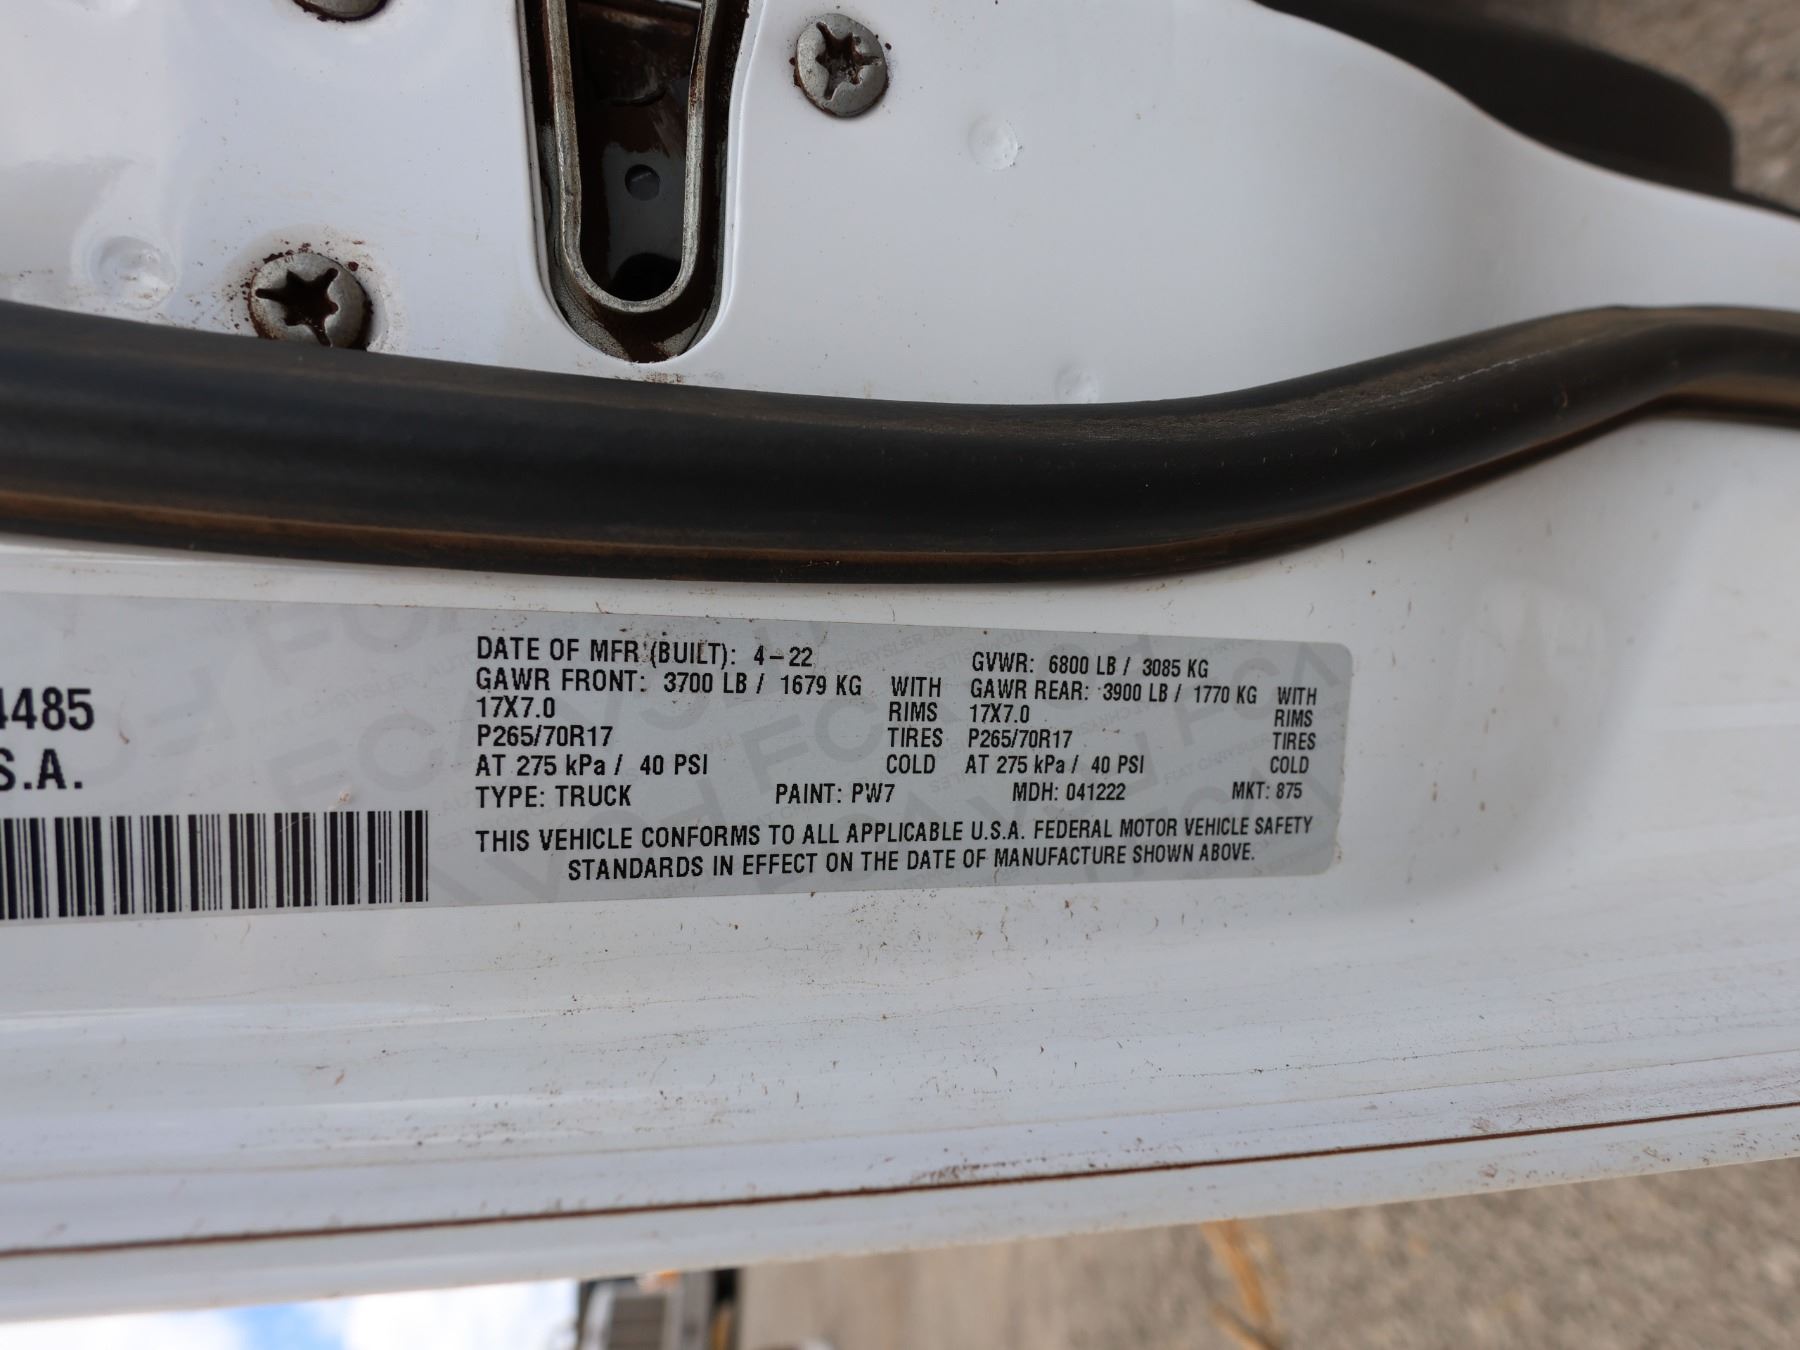 DATE OF MFR (BUILT): 4-22 GVWR: 6800 LB / 3085 KG
GAWR FRONT: 3700 LB / 1679 KG WITH GAWR REAR: 3900 LB / 1770 KG WITH
17X7.0 RIMS 17X7.0 RIMS
P265/70R17 TIRES P265/70R17 TIRES
AT 275 kPa / 40 PSI COLD AT 275 kPa / 40 PSI COLD
TYPE: TRUCK PAINT: PW7 MDH: 041222 MKT: 875
THIS VEHICLE CONFORMS TO ALL APPLICABLE U.S.A. FEDERAL MOTOR VEHICLE SAFETY
STANDARDS IN EFFECT ON THE DATE OF MANUFACTURE SHOWN ABOVE.
4485
S.A.